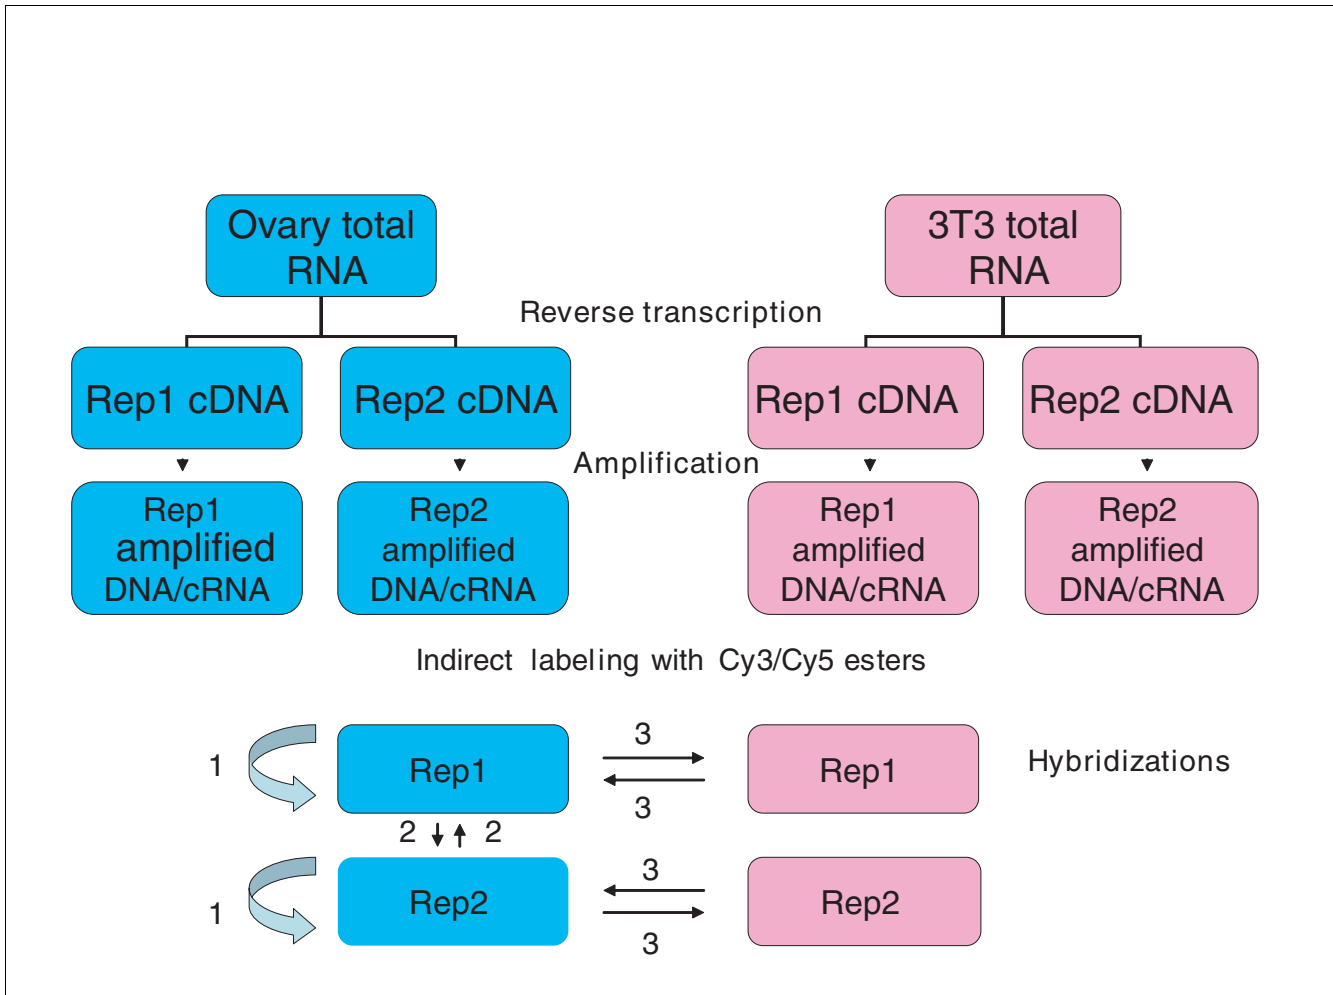 Ovary total
RNA
3T3 total
RNA
Reverse transcription
Rep1 cDNA
Rep2 cDNA
Rep1 cDNA
Rep2 cDNA
Amplification
Rep1
amplified
DNA/cRNA
Rep2
amplified
DNA/cRNA
Rep1
amplified
DNA/cRNA
Rep2
amplified
DNA/cRNA
Indirect labeling with Cy3/Cy5 esters
1
Rep1
3
3
Rep1
Hybridizations
2
2
1
Rep2
3
3
Rep2